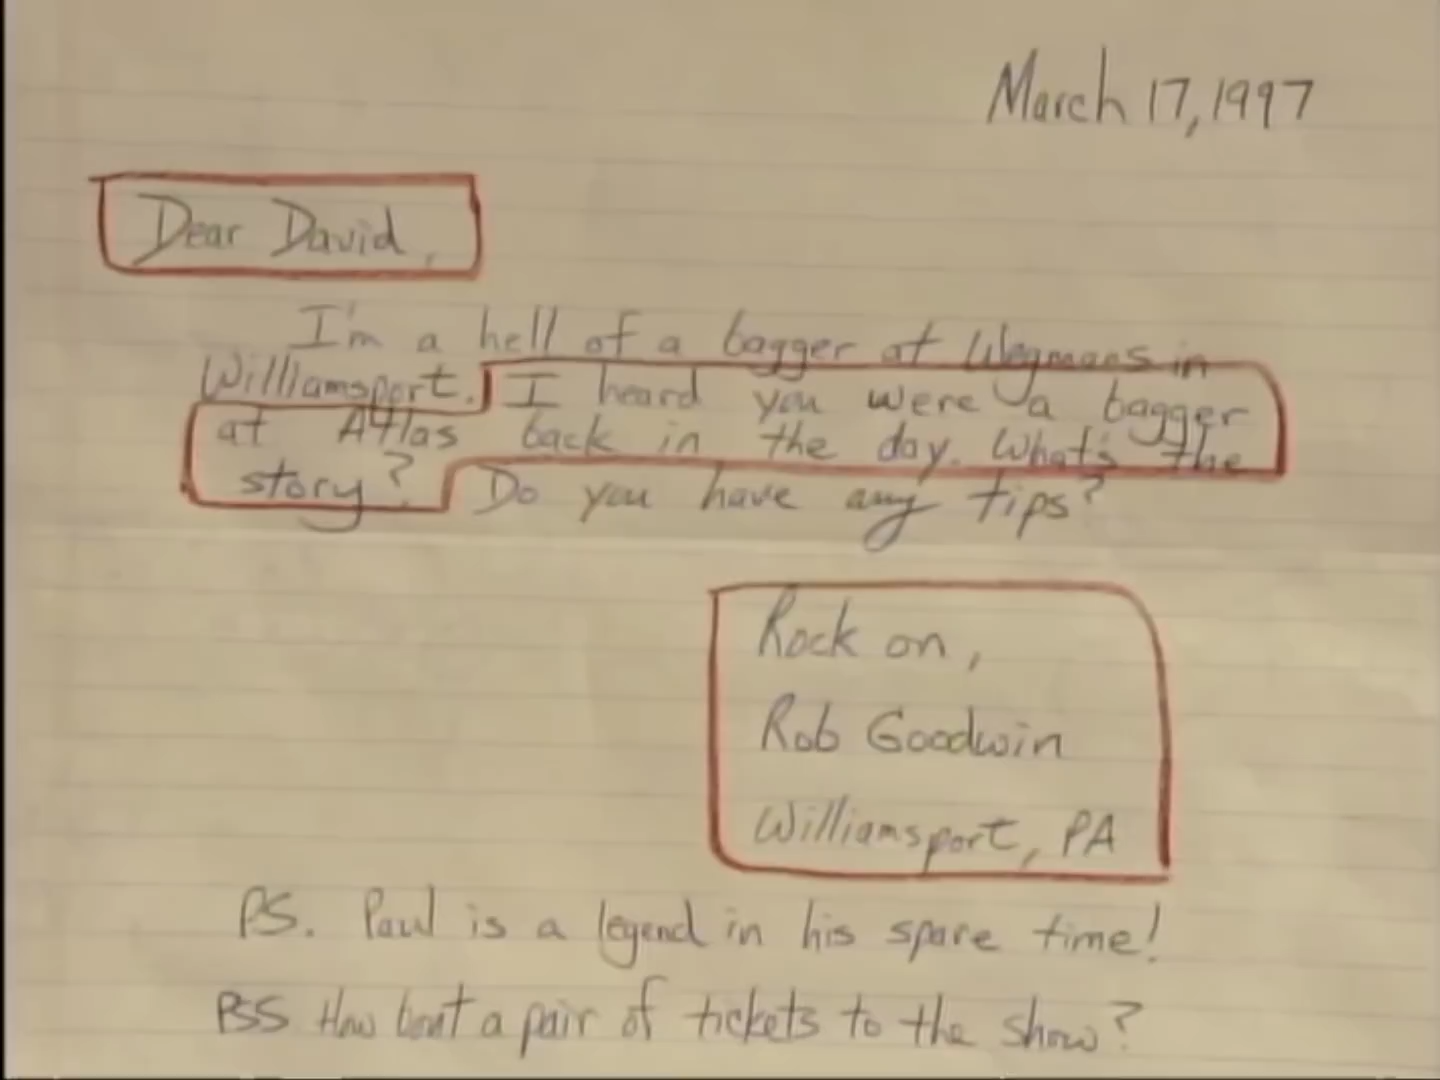 March 17, 1997
Dear David,
I'm a hell of a bagger at Wegmans in
Williamsport. I heard you were a bagger
at Atlas back in the day. What's the
story? Do you have any tips?
Rock on,
Rob Goodwin
Williamsport, PA
PS. Paul is a legend in his spare time!
PSS How bout a pair of tickets to the show?